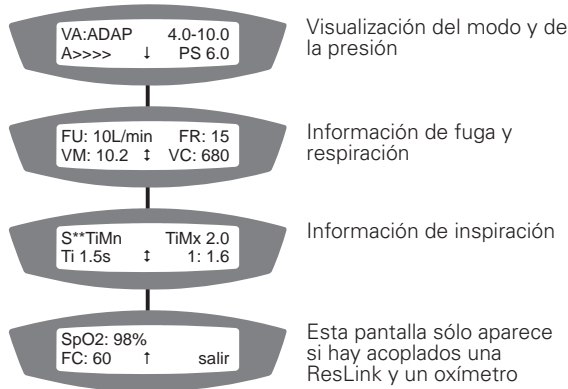 VA:ADAP 4.0-10.0
A>>>> ↓ PS 6.0
Visualización del modo y de
la presión
FU: 10L/min FR: 15
VM: 10.2 ↕ VC: 680
Información de fuga y
respiración
S**TiMn TiMx 2.0
Ti 1.5s ↕ 1: 1.6
Información de inspiración
SpO2: 98%
FC: 60 ↑ salir
Esta pantalla sólo aparece
si hay acoplados una
ResLink y un oxímetro